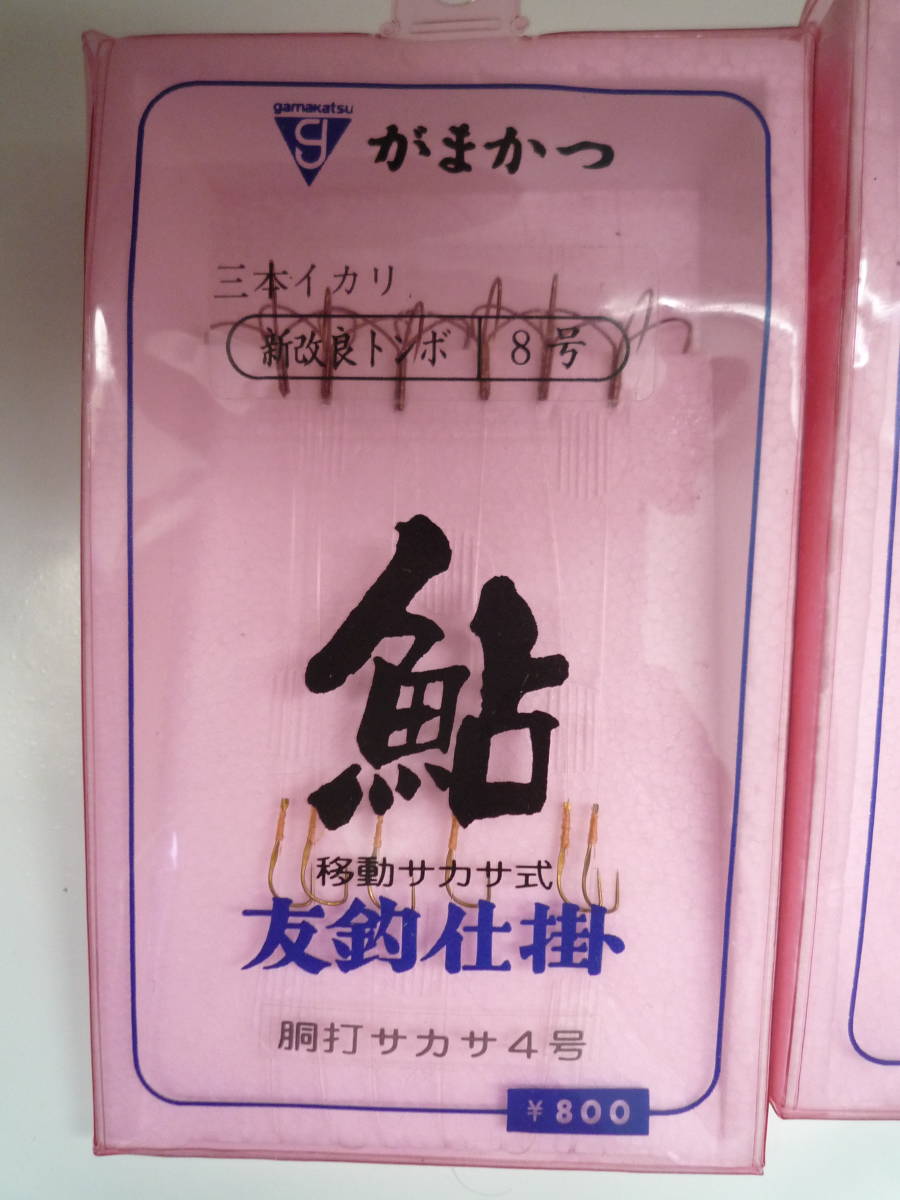 gamakatsu
g がまかつ
三本イカリ
新改良トンボ 8号
鮎
移動サカサ式
友釣仕掛
胴打サカサ4号
¥800